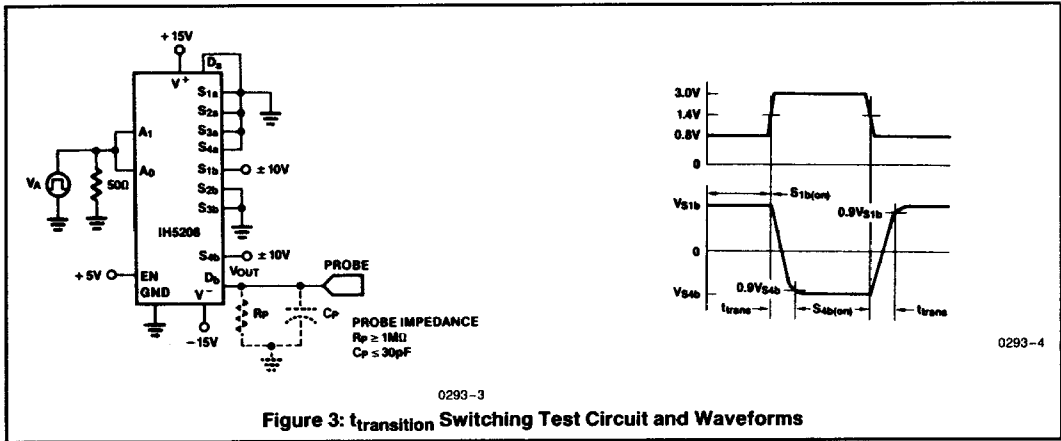 +15V
V+
Da
S1a
S2a
S3a
S4a
A1
A0
VA
50Ω
S1b ±10V
S2b
S3b
IH5208
S4b ±10V
+5V
EN
GND
V−
−15V
Db
VOUT
PROBE
RP
CP
PROBE IMPEDANCE
RP ≥ 1MΩ
CP ≤ 30pF
0293-3
3.0V
1.4V
0.8V
0
S1b(on)
VS1b
0.9VS1b
0
0.9VS4b
VS4b
ttrans
S4b(on)
ttrans
0293-4
Figure 3: ttransition Switching Test Circuit and Waveforms